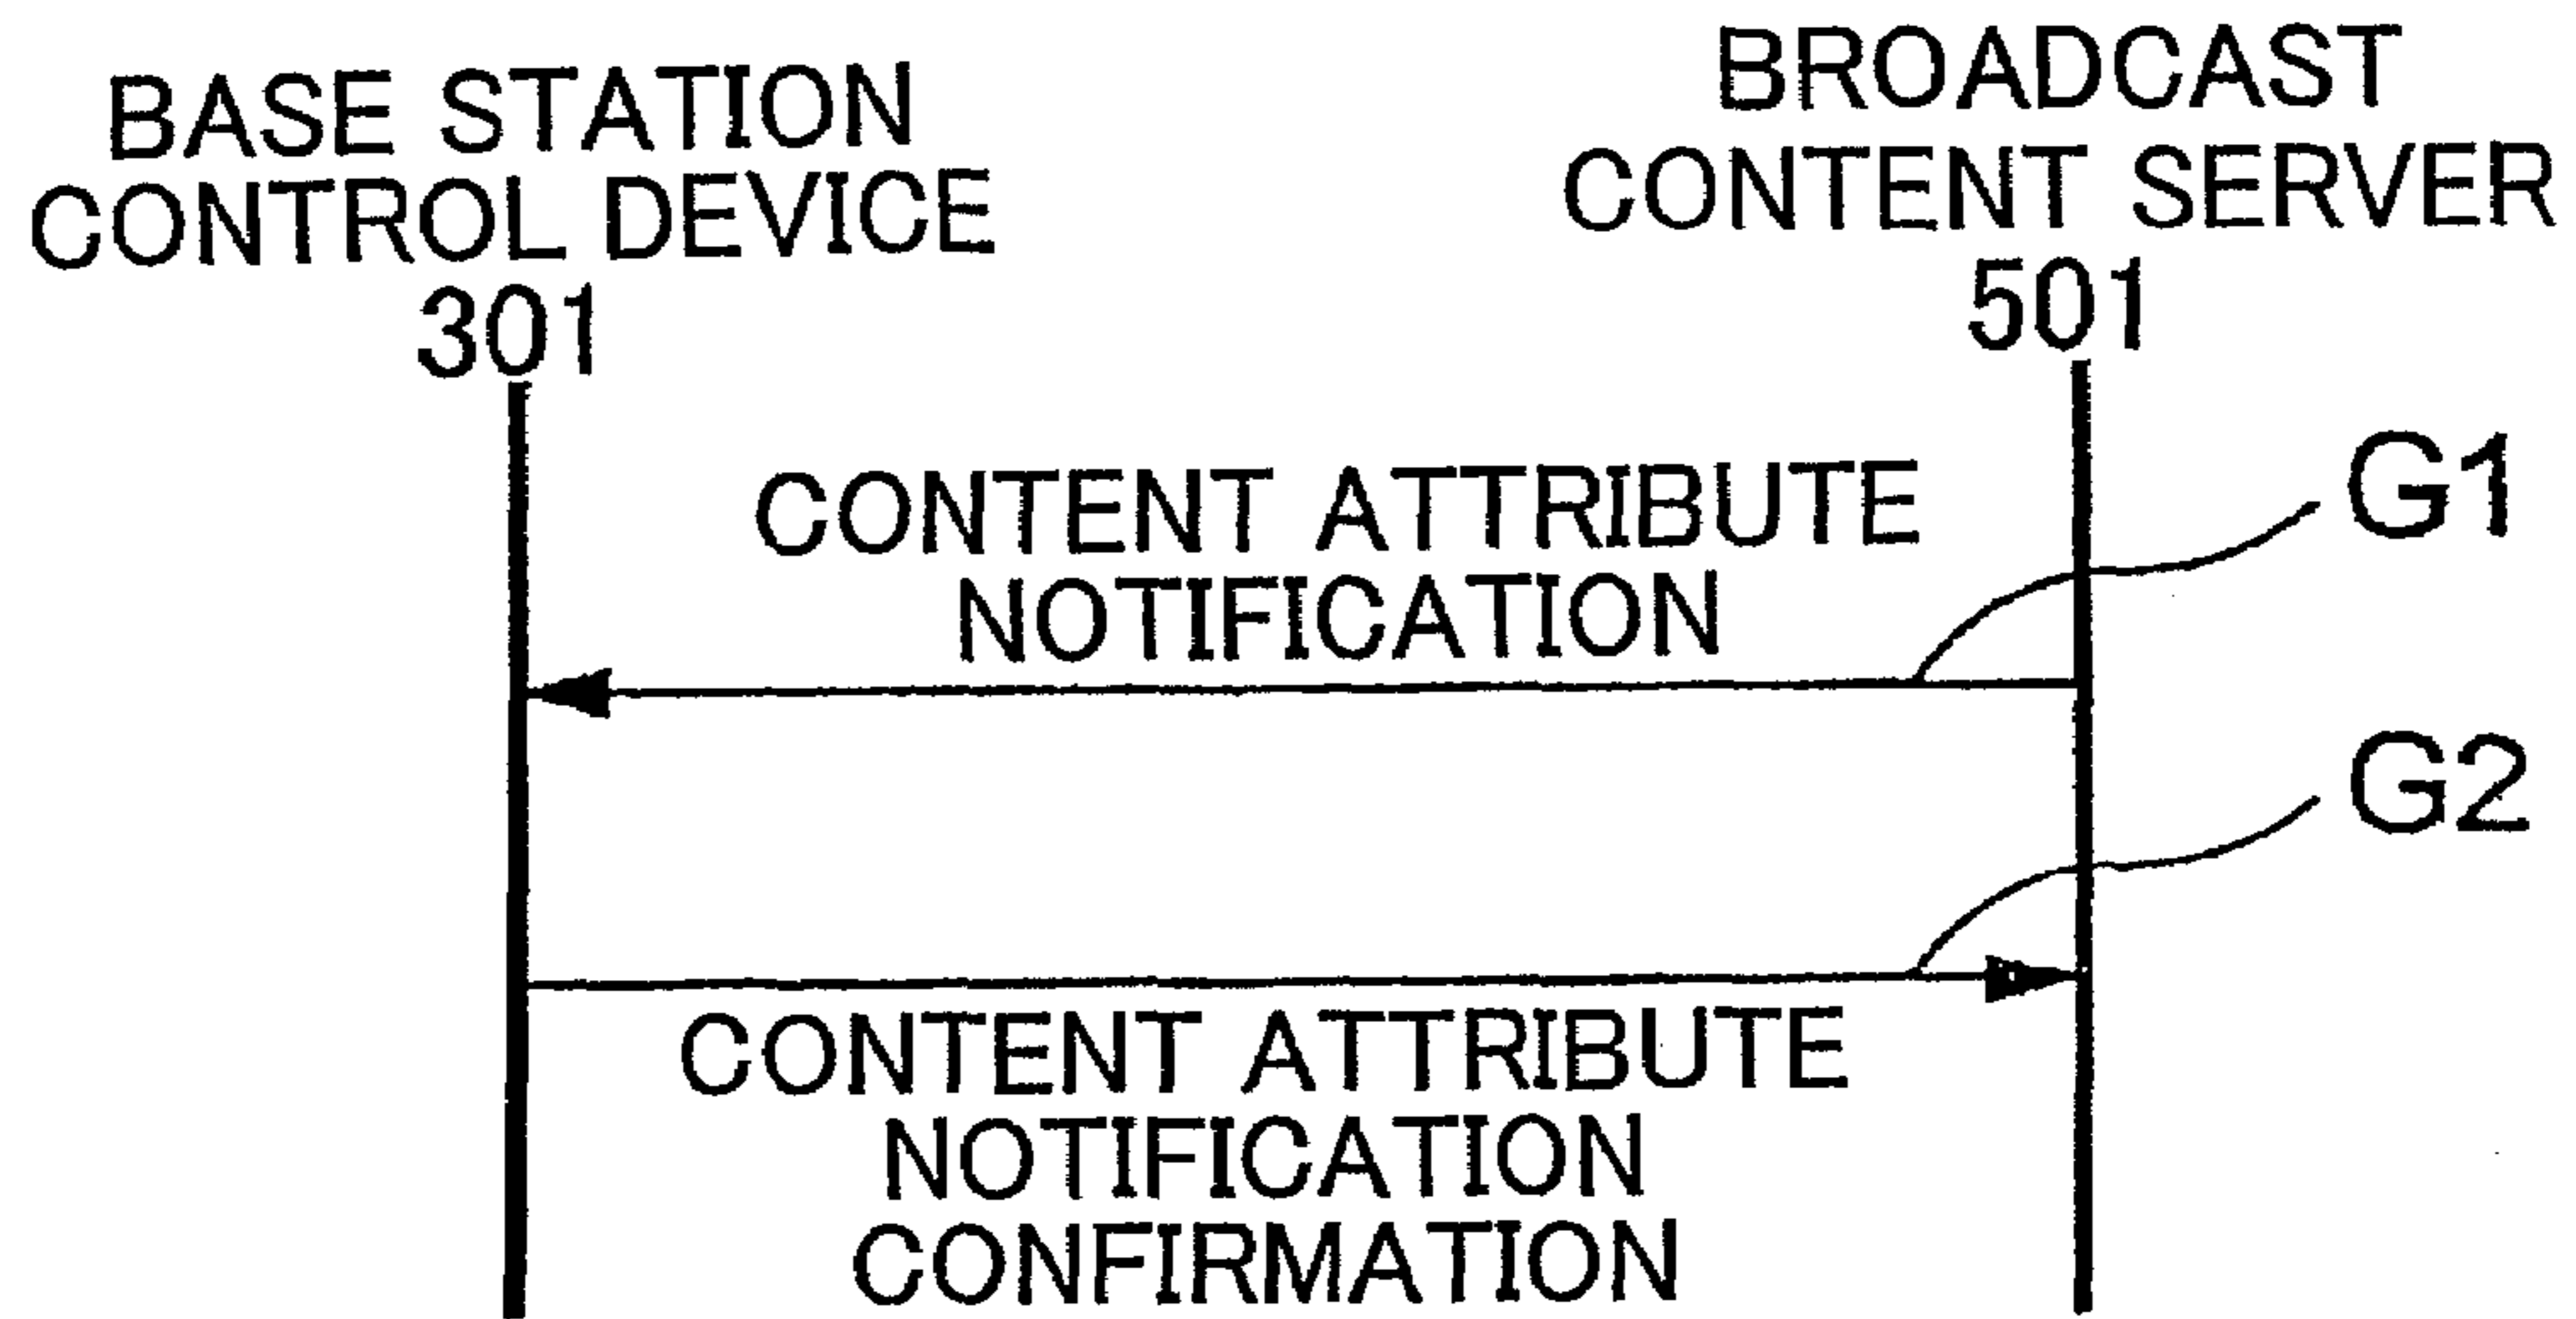 BASE STATION
CONTROL DEVICE
301
BROADCAST
CONTENT SERVER
501
CONTENT ATTRIBUTE
NOTIFICATION
G1
G2
CONTENT ATTRIBUTE
NOTIFICATION
CONFIRMATION